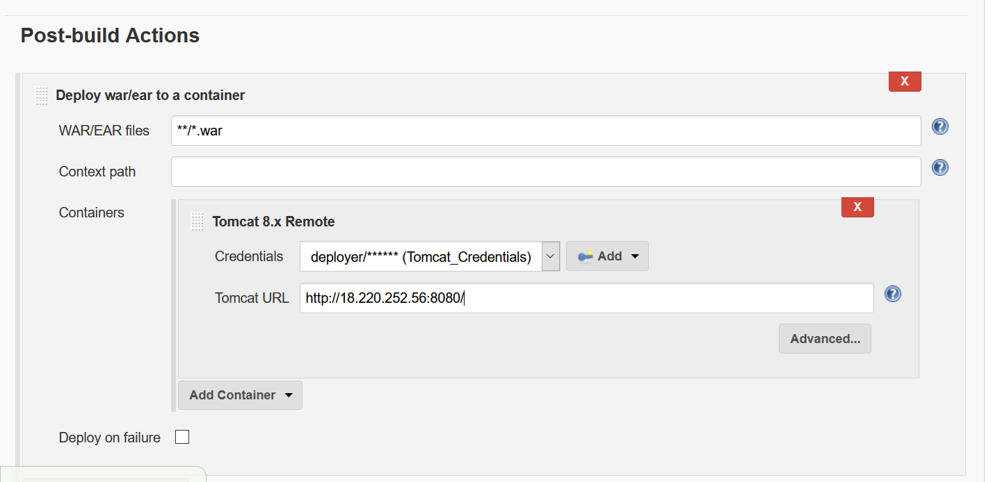 Post-build Actions
X
Deploy war/ear to a container
WAR/EAR files **/*.war ?
Context path ?
Containers
X
Tomcat 8.x Remote
Credentials deployer/****** (Tomcat_Credentials) Add
Tomcat URL http://18.220.252.56:8080/ ?
Advanced...
Add Container
Deploy on failure